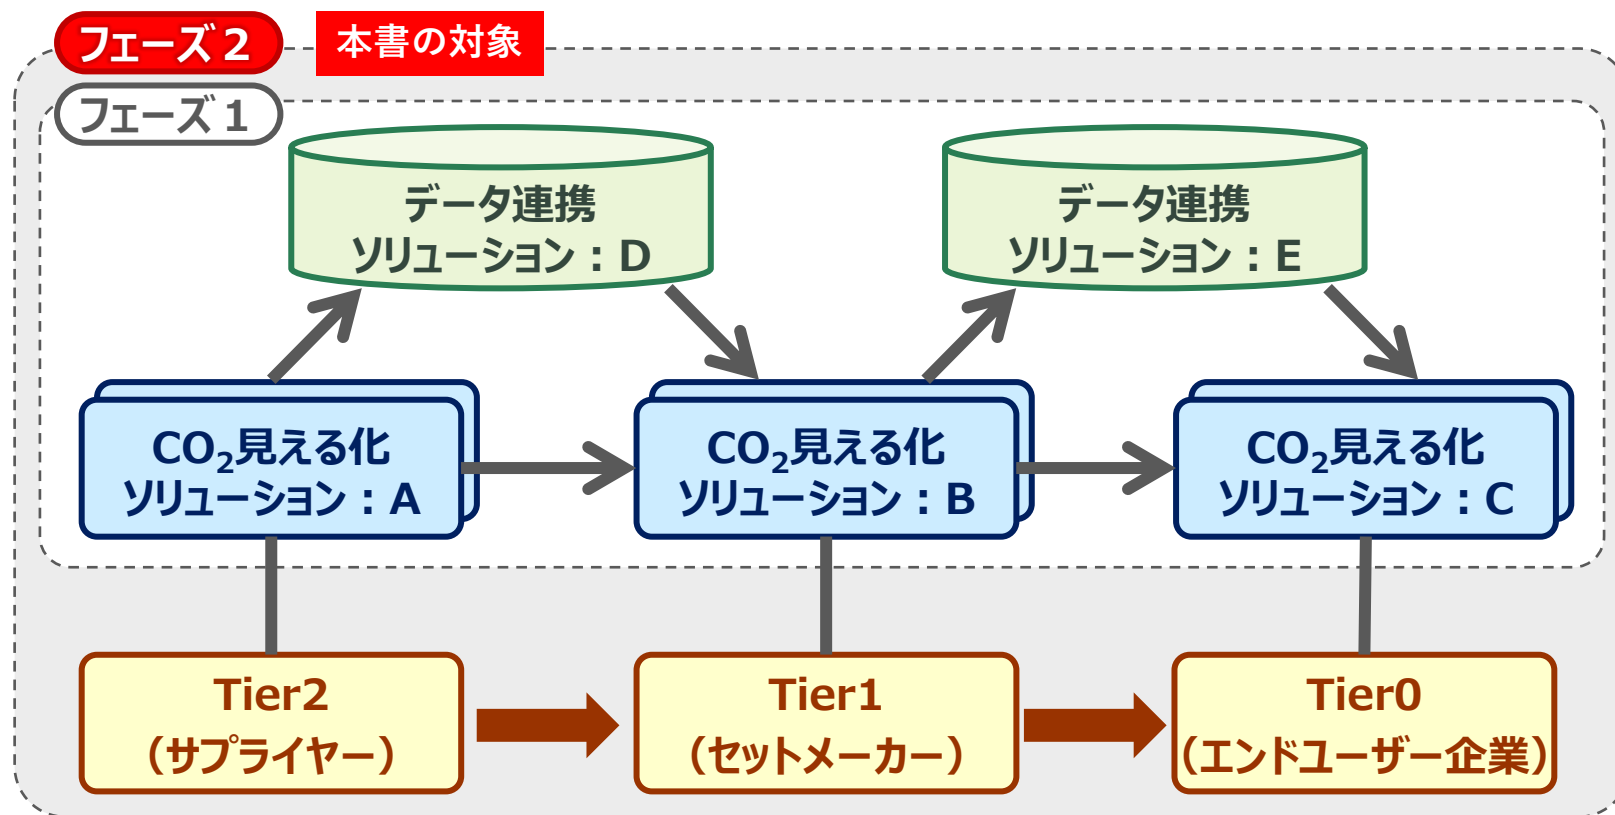 フェーズ2
本書の対象
フェーズ1
データ連携
ソリューション：D
データ連携
ソリューション：E
CO₂見える化
ソリューション：A
CO₂見える化
ソリューション：B
CO₂見える化
ソリューション：C
Tier2
（サプライヤー）
Tier1
（セットメーカー）
Tier0
（エンドユーザー企業）